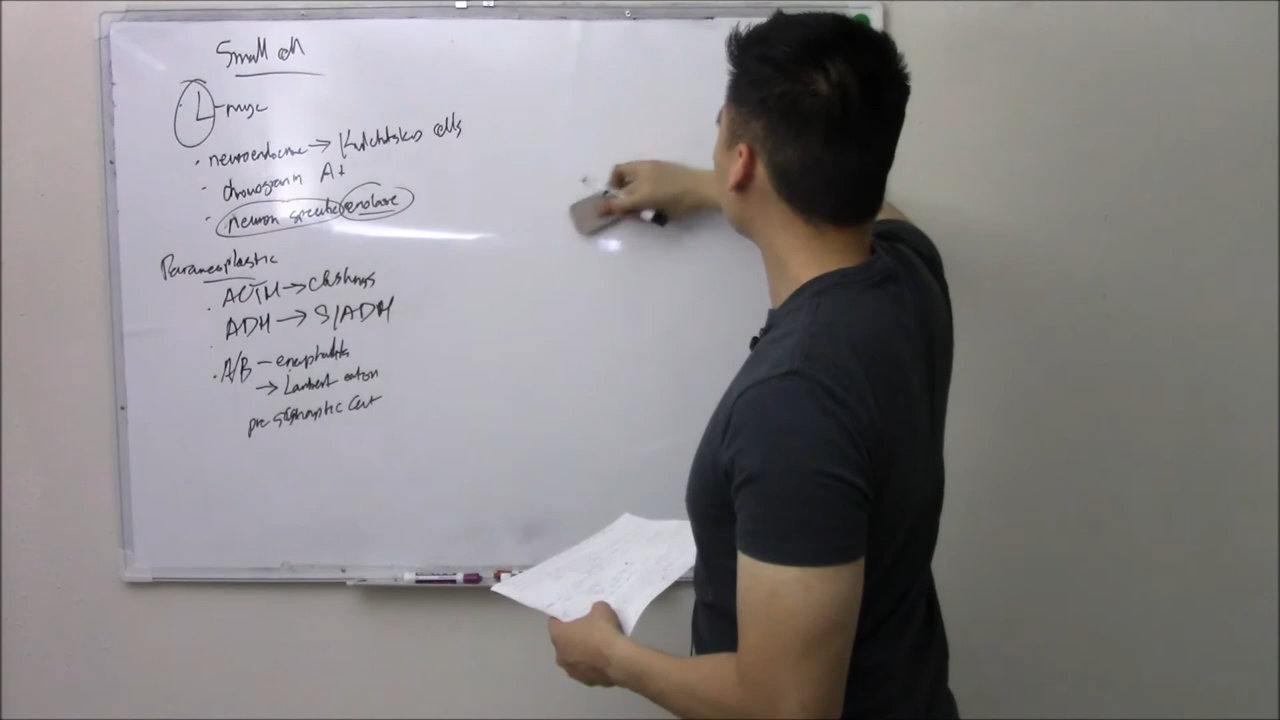 Small cell
L-myc
• neuroendocrine → Kulchitsky cells
• chromogranin A+
• neuron specific enolase
Paraneoplastic
• ACTH → Cushings
• ADH → SIADH
• A/B - encephalitis
→ Lambert eaton
pre synaptic Ca2+